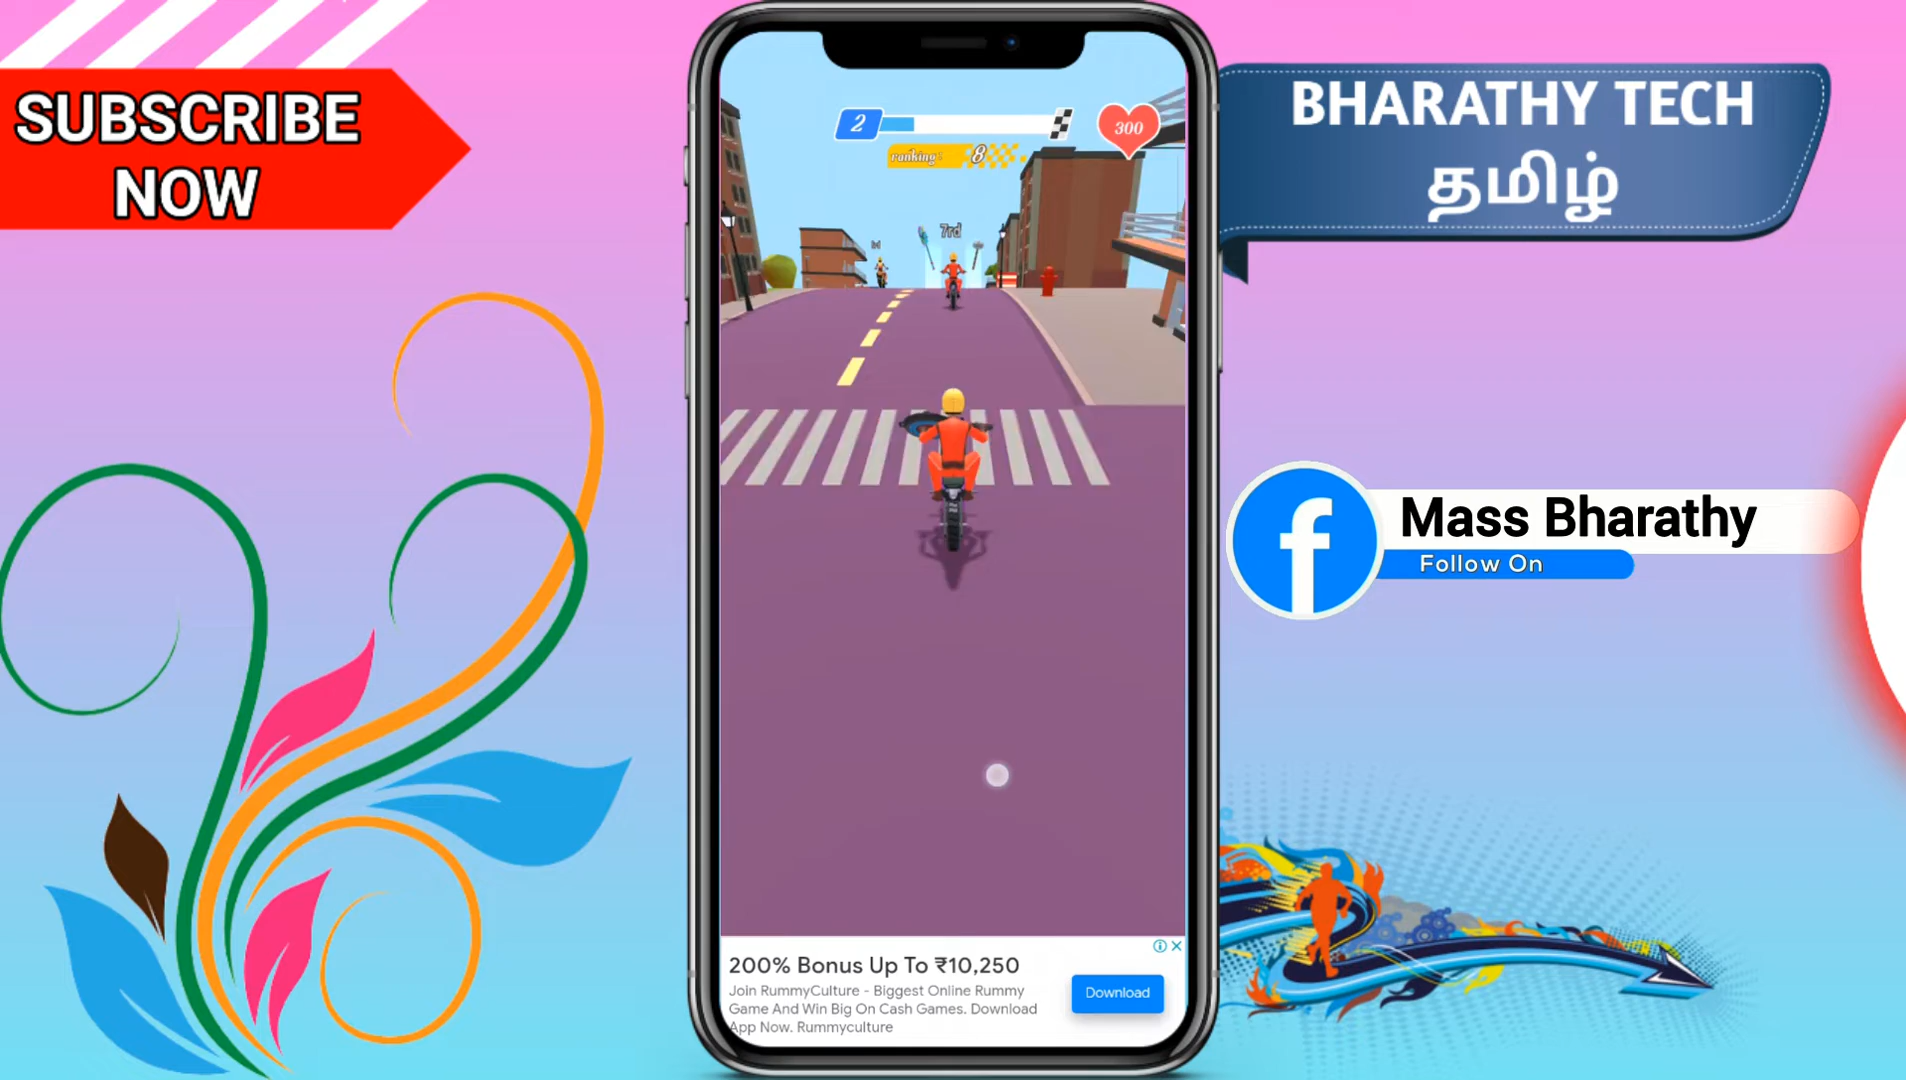 SUBSCRIBE
NOW
2
300
ranking:
8
7rd
BHARATHY TECH
தமிழ்
Mass Bharathy
Follow On
200% Bonus Up To ₹10,250
Join RummyCulture - Biggest Online Rummy
Game And Win Big On Cash Games. Download
App Now. Rummyculture
Download